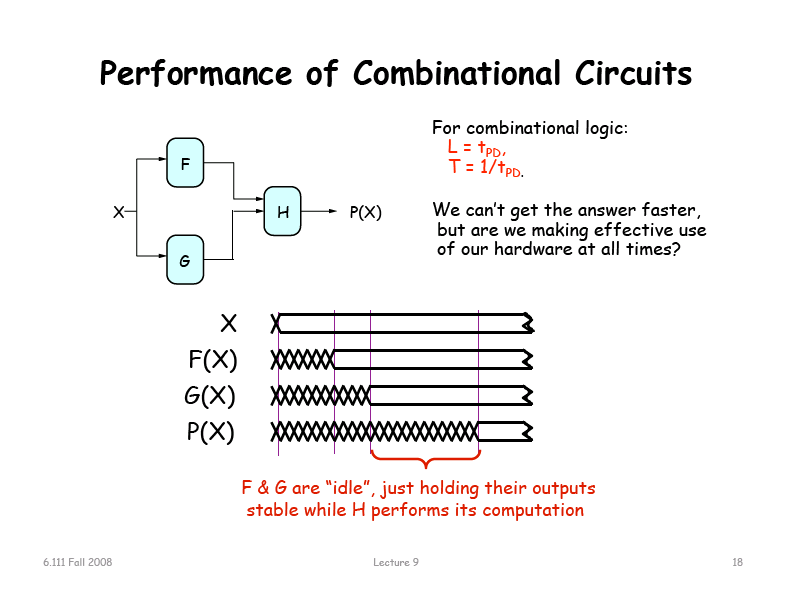 Performance of Combinational Circuits
For combinational logic:
L = tPD,
T = 1/tPD.
We can't get the answer faster,
but are we making effective use
of our hardware at all times?
F
X
H
P(X)
G
X
F(X)
G(X)
P(X)
F & G are “idle”, just holding their outputs
stable while H performs its computation
6.111 Fall 2008
Lecture 9
18